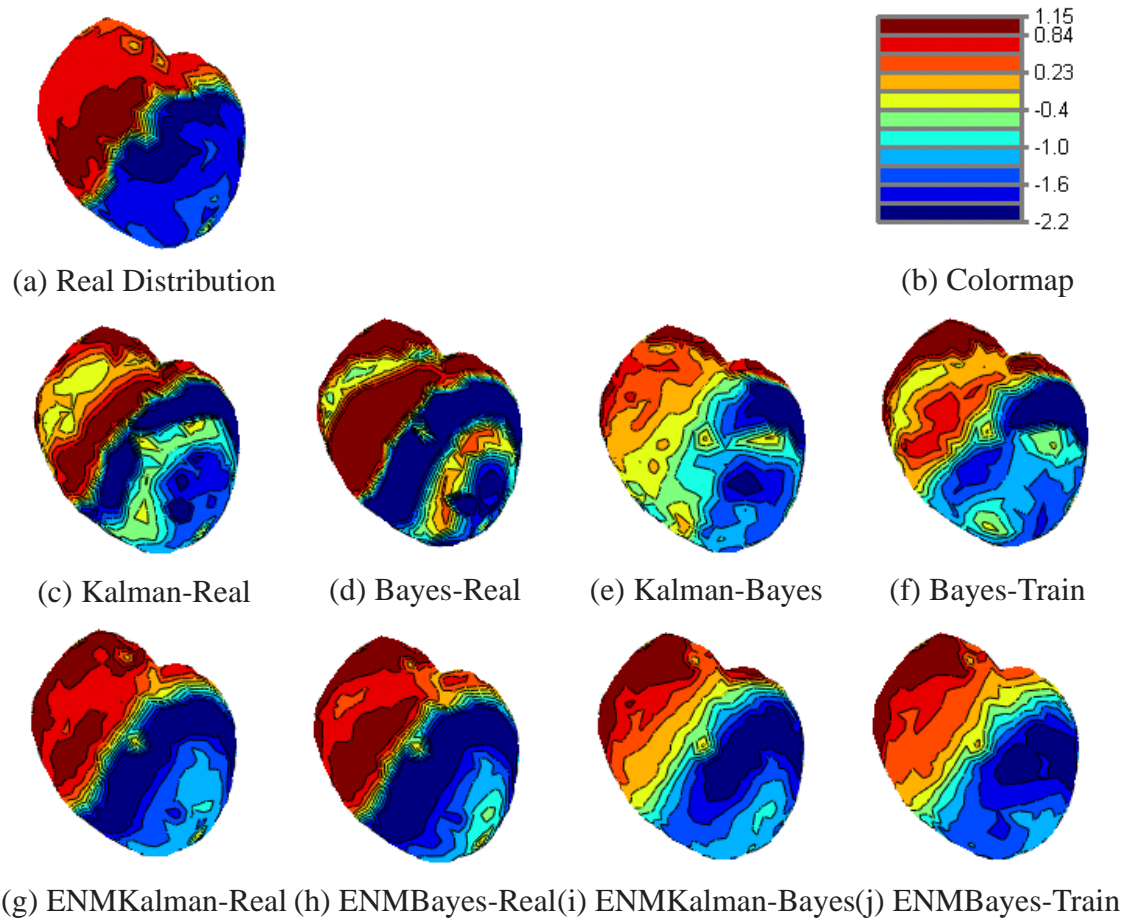 1.15
0.84
0.23
-0.4
-1.0
-1.6
-2.2
(a) Real Distribution
(b) Colormap
(c) Kalman-Real
(d) Bayes-Real
(e) Kalman-Bayes
(f) Bayes-Train
(g) ENMKalman-Real (h) ENMBayes-Real(i) ENMKalman-Bayes(j) ENMBayes-Train